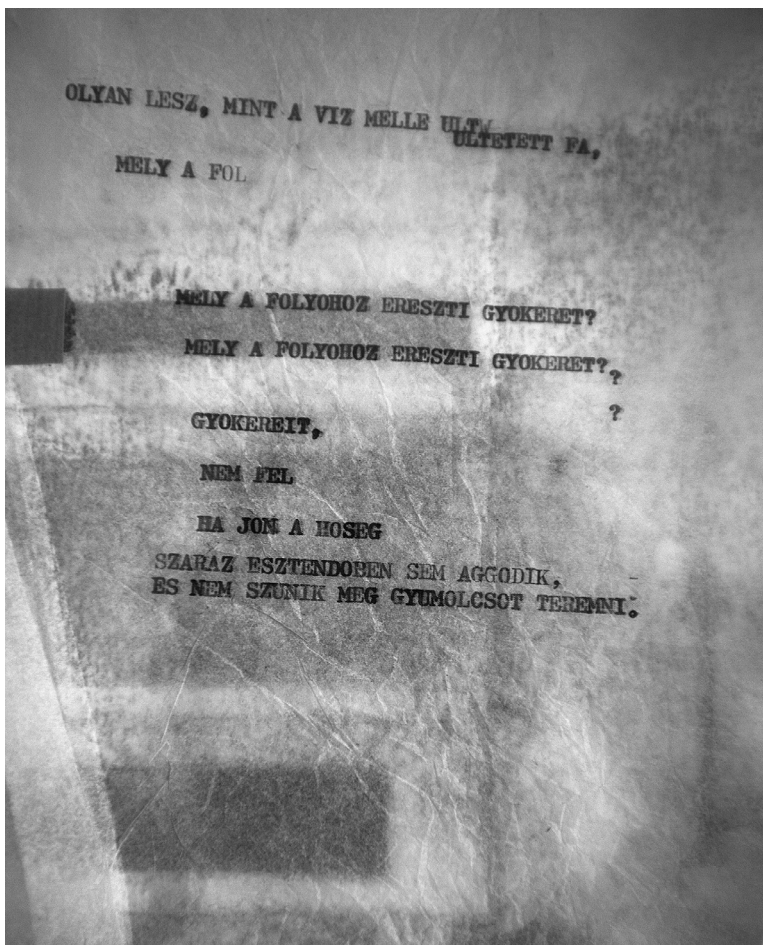 OLYAN LESZ, MINT A VIZ MELLE ULTW
ULTETETT FA,
MELY A FOL
MELY A FOLYOHOZ ERESZTI GYOKERET?
MELY A FOLYOHOZ ERESZTI GYOKERET?,
?
?
GYOKEREIT,
NEM FEL
HA JON A HOSEG
SZARAZ ESZTENDOBEN SEM AGGODIK, -
ES NEM SZUNIK MEG GYUMOLCSOT TEREMNI.